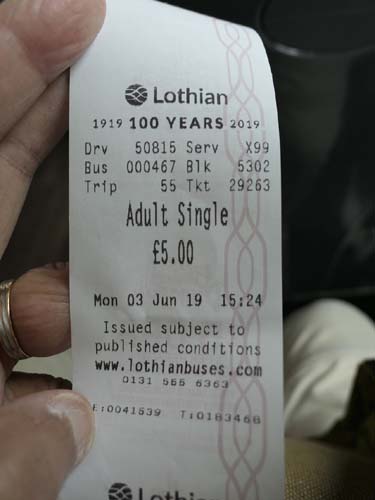 Lothian
1919 100 YEARS 2019
Drv 50815 Serv X99
Bus 000467 Blk 5302
Trip 55 Tkt 29263
Adult Single
£5.00
Mon 03 Jun 19 15:24
Issued subject to
published conditions
www.lothianbuses.com
0131 555 6363
E:0041539 T:0183468
Lothian